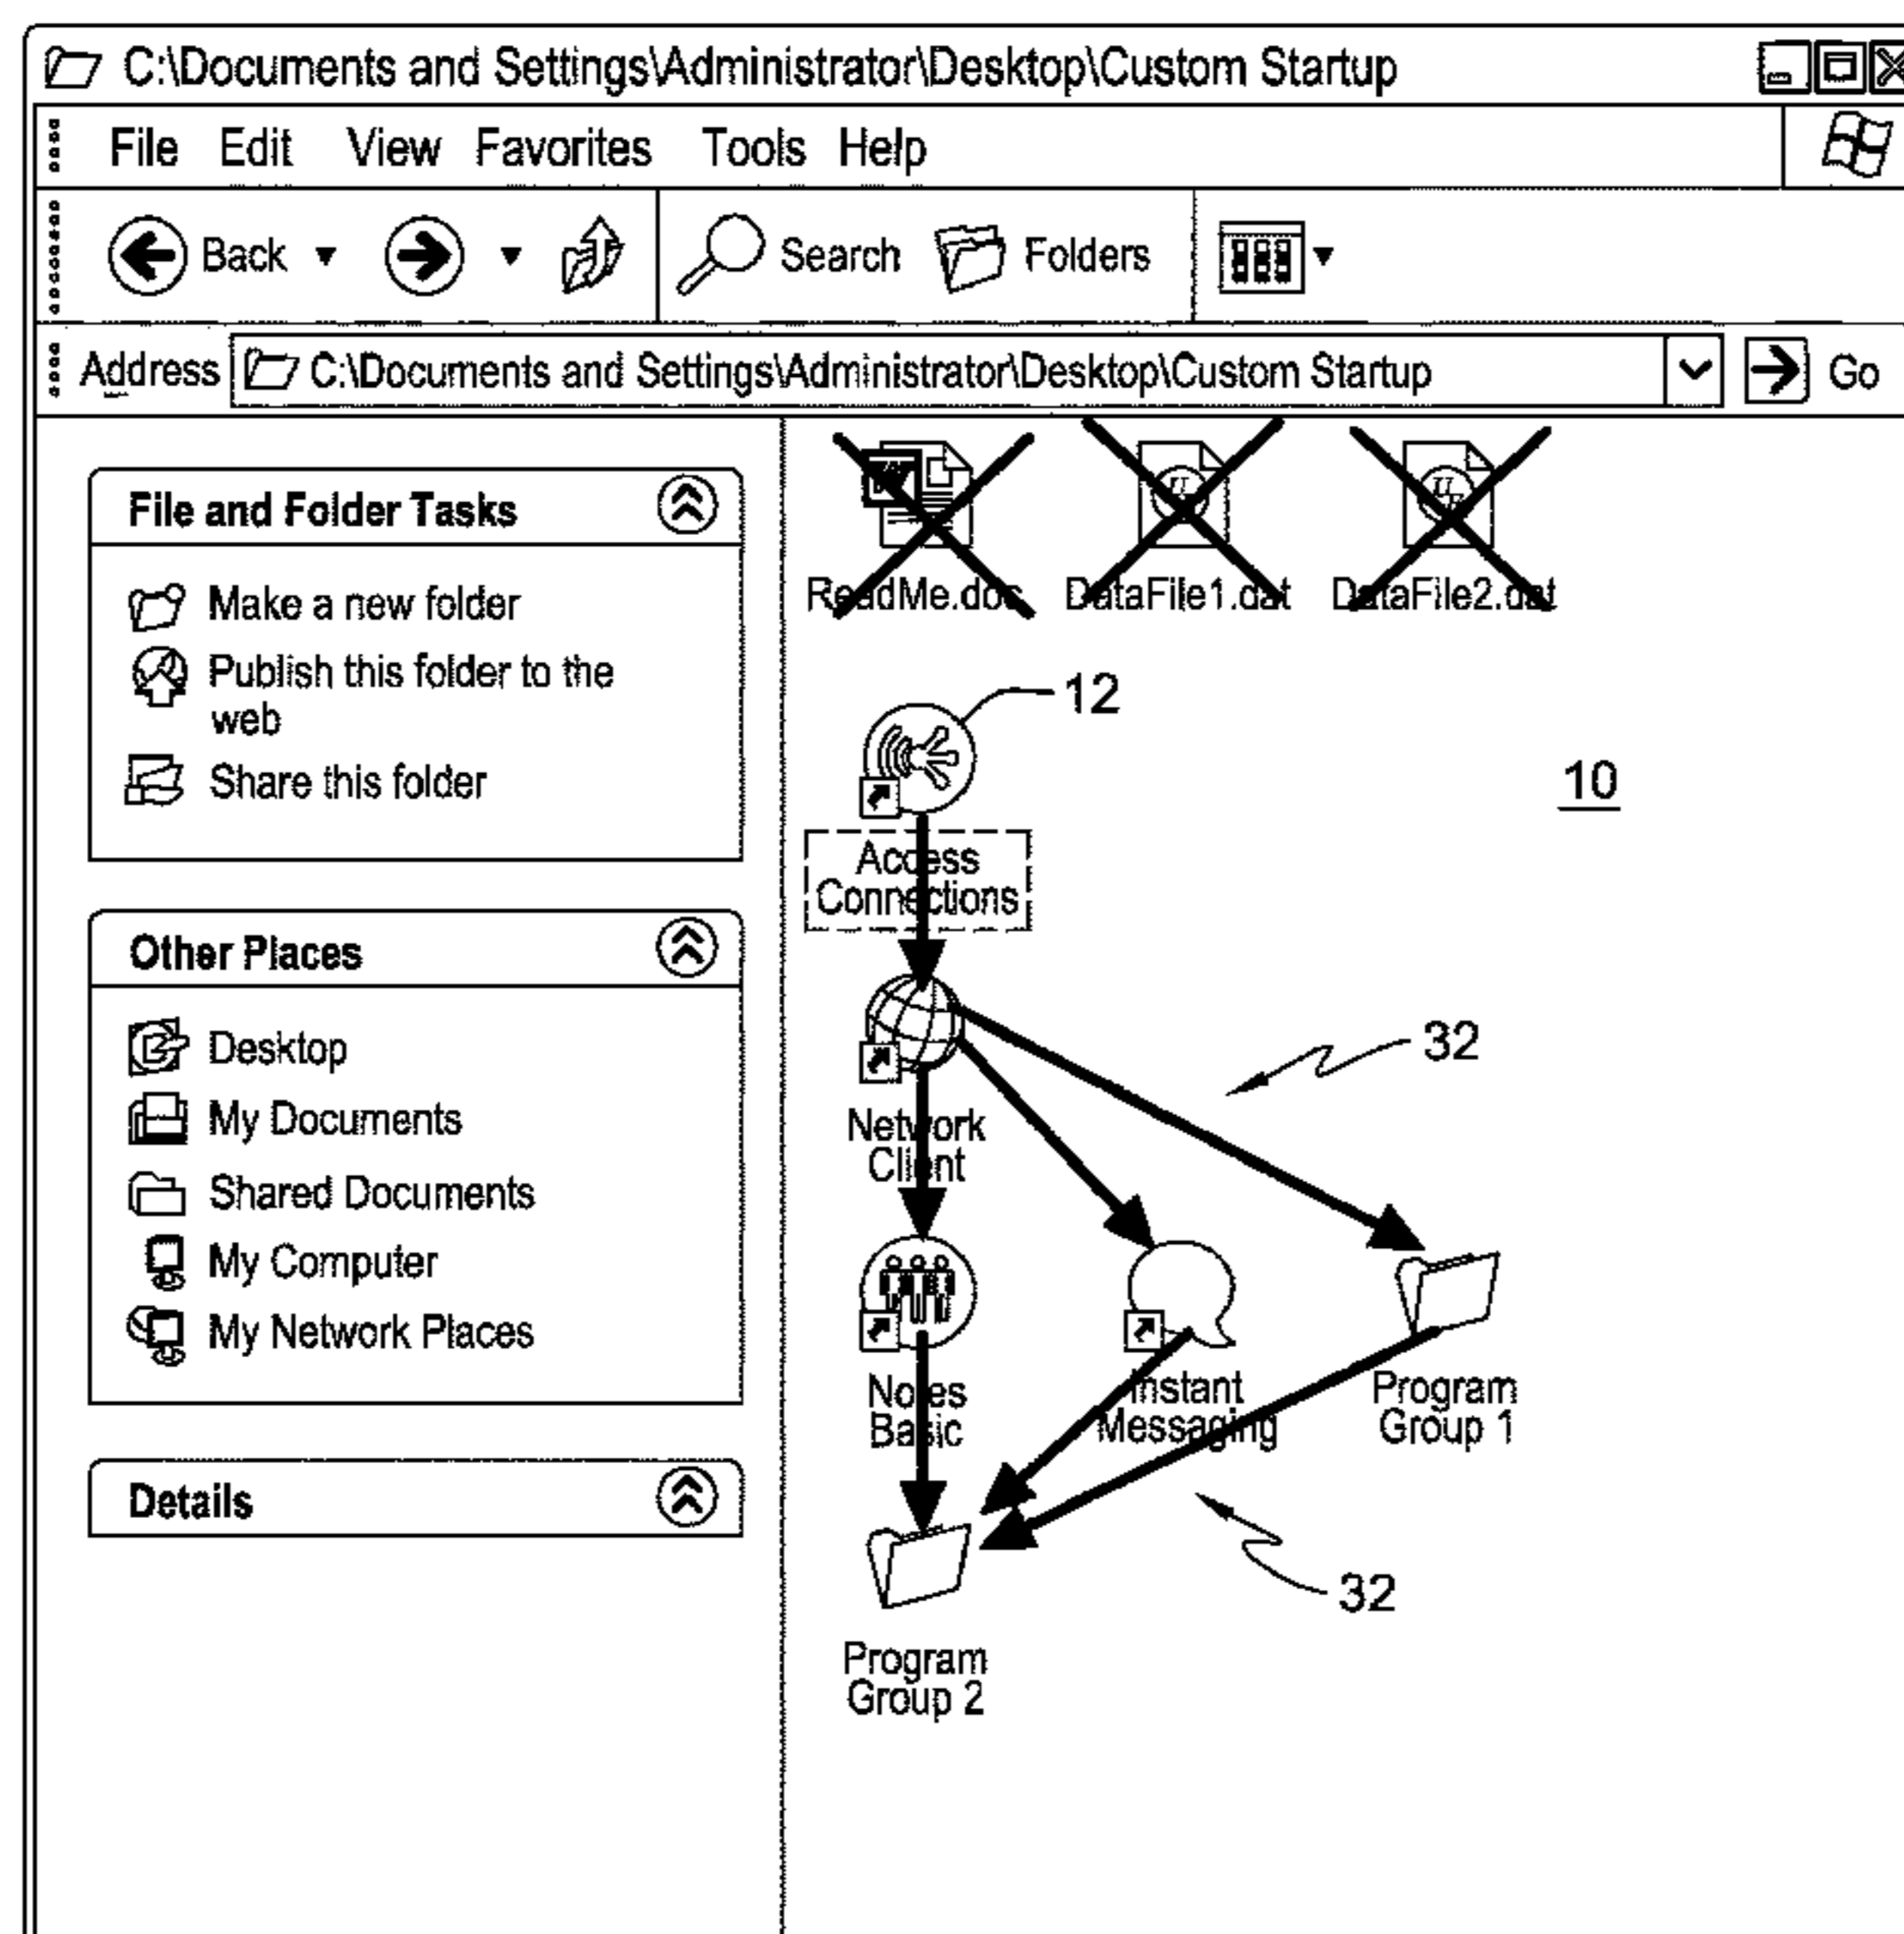 C:\Documents and Settings\Administrator\Desktop\Custom Startup
File Edit View Favorites Tools Help
Back Search Folders
Address C:\Documents and Settings\Administrator\Desktop\Custom Startup Go
File and Folder Tasks
Make a new folder
Publish this folder to the
web
Share this folder
Other Places
Desktop
My Documents
Shared Documents
My Computer
My Network Places
Details
ReadMe.doc DataFile1.dat DataFile2.dat
12
10
Access
Connections
32
Network
Client
Notes
Basic
Instant
Messaging
Program
Group 1
32
Program
Group 2